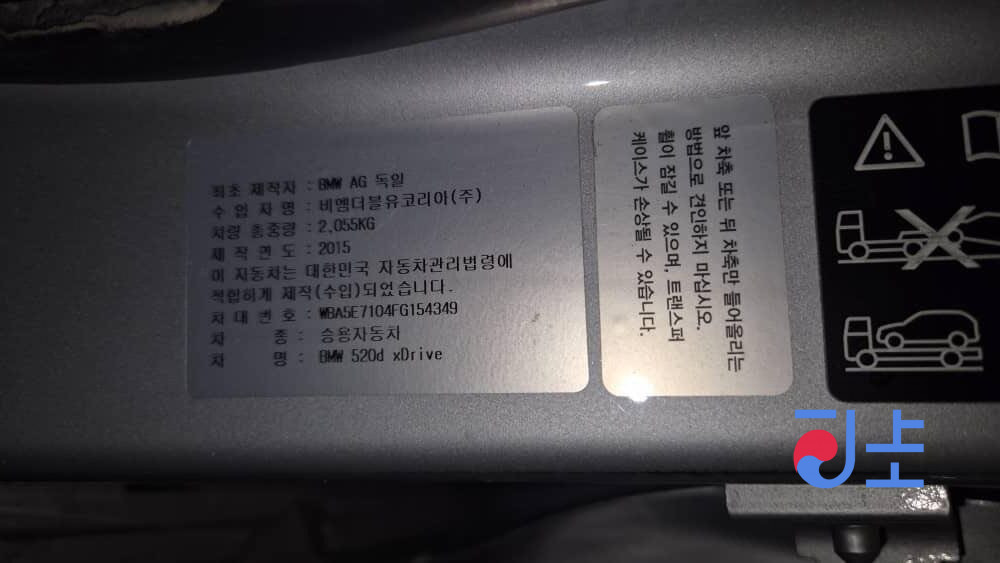 최초 제작자 : BMW AG 독일
수 입 자 명 : 비엠더블유코리아(주)
차량 총중량 : 2,055KG
제 작 연 도 : 2015
이 자동차는 대한민국 자동차관리법령에
적합하게 제작(수입)되었습니다.
차 대 번 호 : WBA5E7104FG154349
차 종 : 승용자동차
차 명 : BMW 520d xDrive
앞 차축 또는 뒤 차축만 들어올리는
방법으로 견인하지 마십시오.
휠이 잠길 수 있으며, 트랜스퍼
케이스가 손상될 수 있습니다.